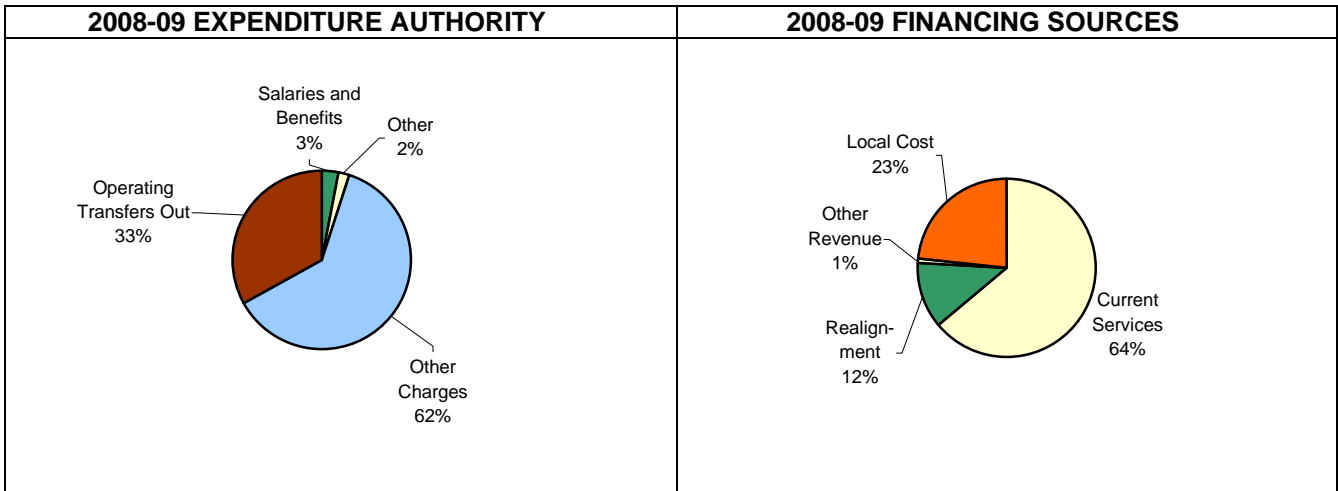 2008-09 EXPENDITURE AUTHORITY
Salaries and
Benefits
3%
Other
2%
Operating
Transfers Out
33%
Other
Charges
62%
2008-09 FINANCING SOURCES
Local Cost
23%
Other
Revenue
1%
Realign-
ment
12%
Current
Services
64%